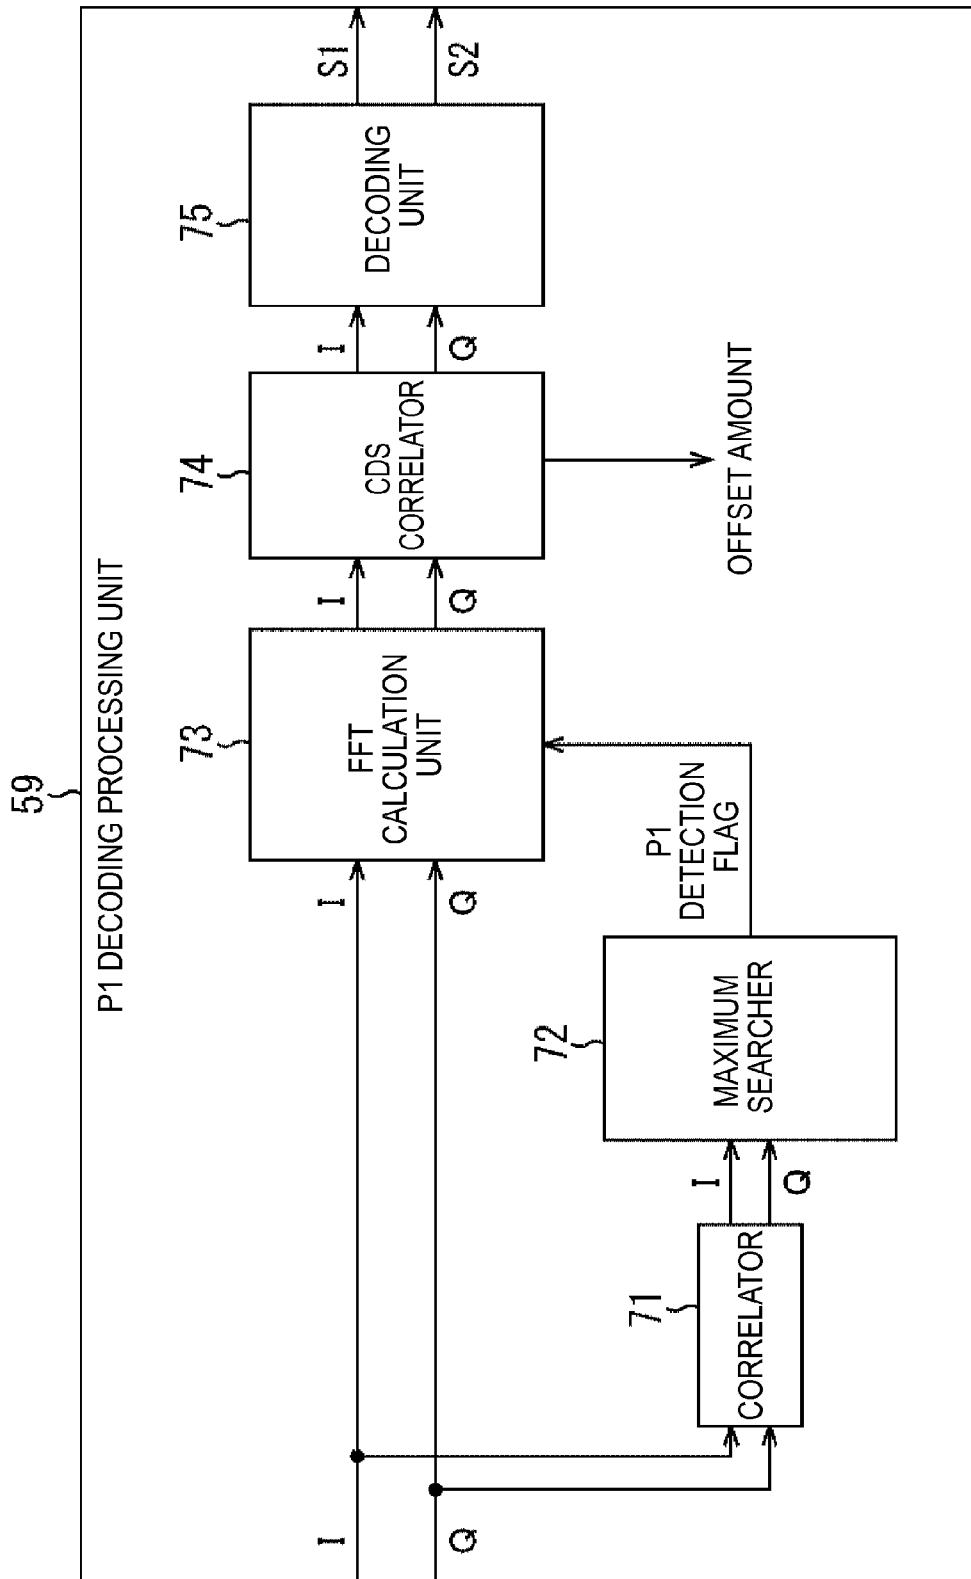 59
P1 DECODING PROCESSING UNIT
I
Q
I
Q
73
FFT
CALCULATION
UNIT
I
Q
74
CDS
CORRELATOR
I
Q
75
DECODING
UNIT
S1
S2
OFFSET AMOUNT
71
CORRELATOR
I
Q
72
MAXIMUM
SEARCHER
P1
DETECTION
FLAG